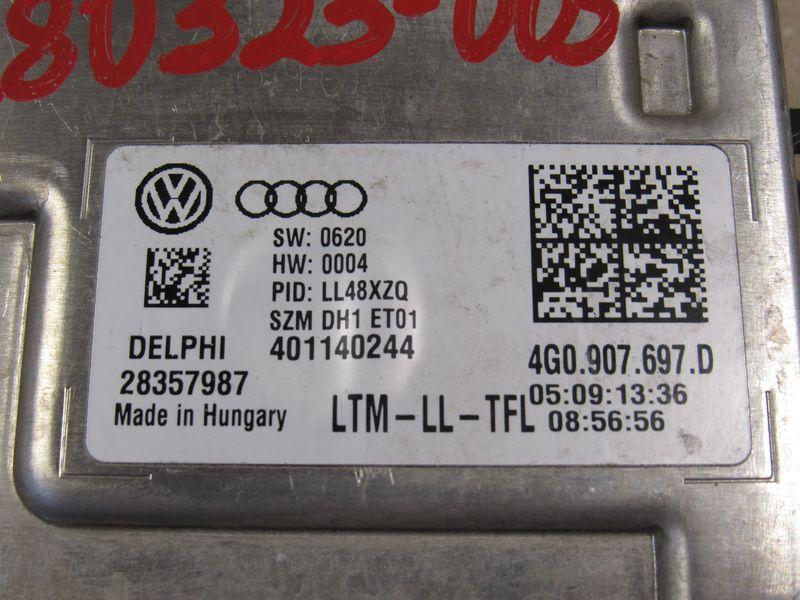 80323-005
SW: 0620
HW: 0004
PID: LL48XZQ
SZM DH1 ET01
401140244
DELPHI
28357987
Made in Hungary
LTM-LL-TFL
4G0.907.697.D
05:09:13:36
08:56:56